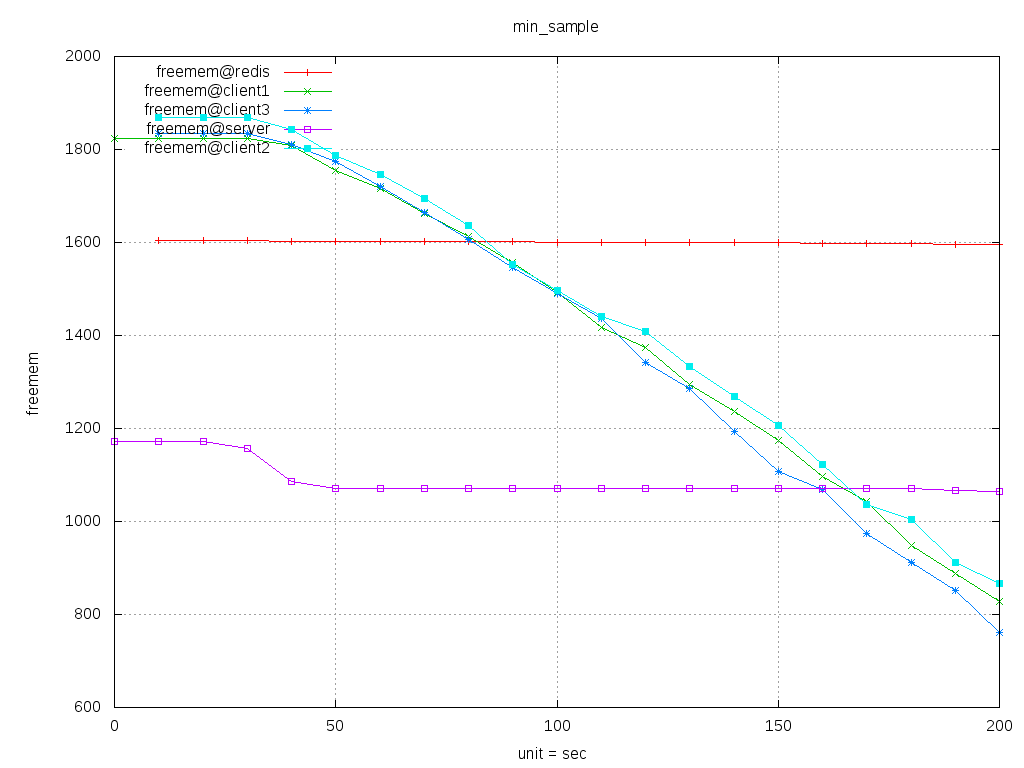 min_sample
2000
freemem@redis
freemem@client1
freemem@client3
freemem@server
freemem@client2
1800
1600
1400
freemem
1200
1000
800
600
0 50 100 150 200
unit = sec